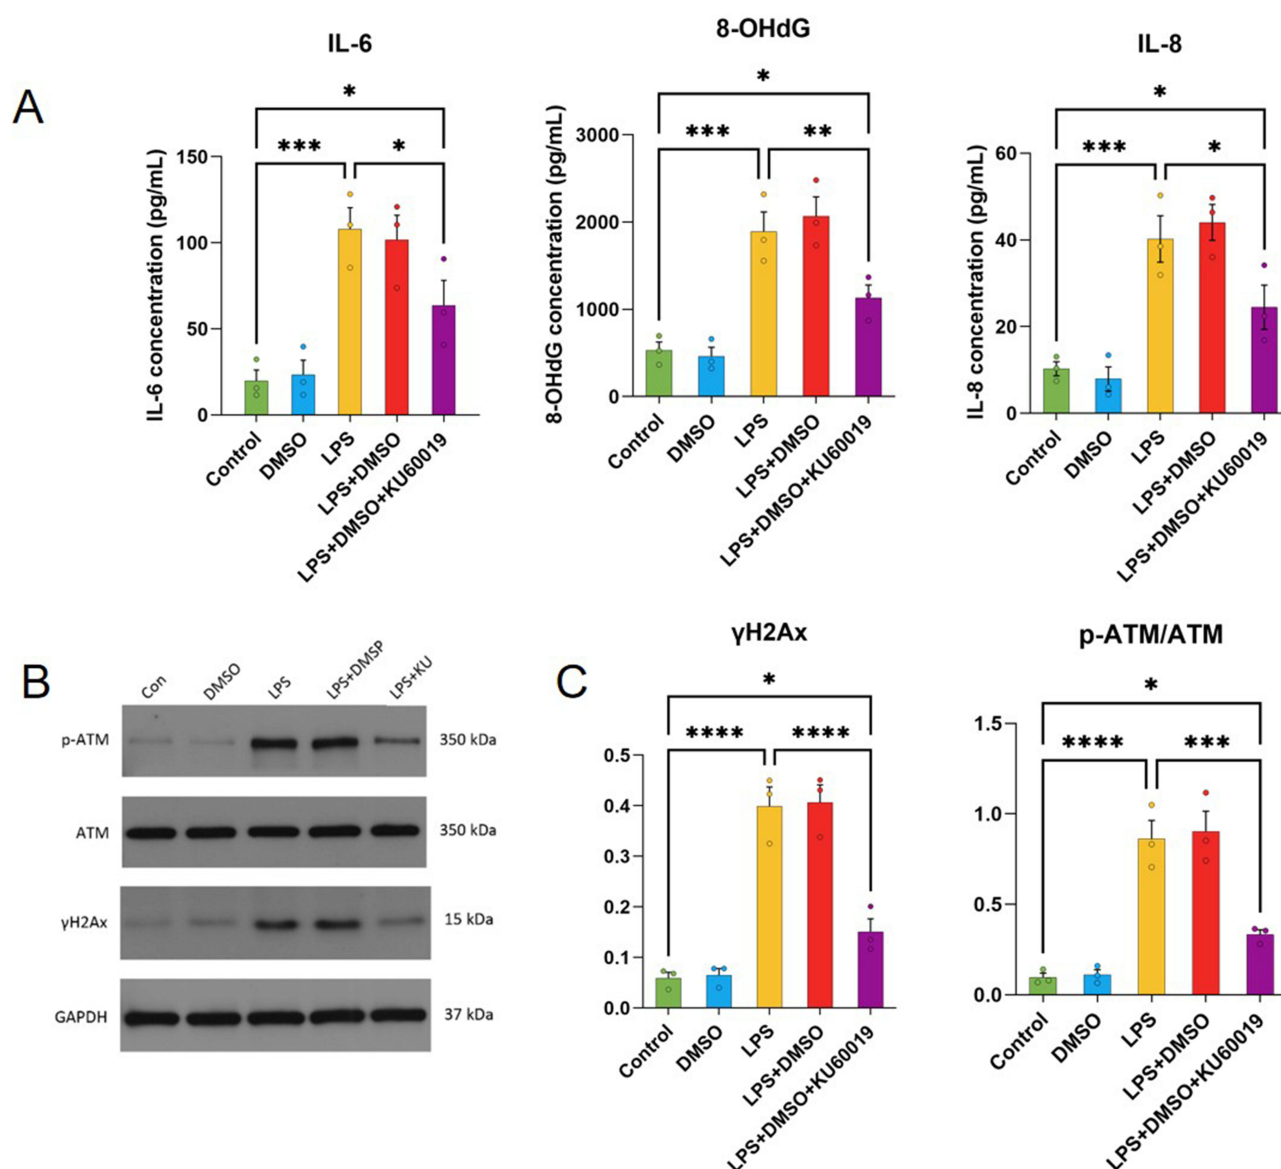 A
IL-6
*
***
*
IL-6 concentration (pg/mL)
150
100
50
0
Control
DMSO
LPS
LPS+DMSO
LPS+DMSO+KU60019
8-OHdG
*
***
**
8-OHdG concentration (pg/mL)
3000
2000
1000
0
Control
DMSO
LPS
LPS+DMSO
LPS+DMSO+KU60019
IL-8
*
***
*
IL-8 concentration (pg/mL)
60
40
20
0
Control
DMSO
LPS
LPS+DMSO
LPS+DMSO+KU60019
B
Con
DMSO
LPS
LPS+DMSP
LPS+KU
p-ATM
350 kDa
ATM
350 kDa
γH2Ax
15 kDa
GAPDH
37 kDa
C
γH2Ax
*
****
****
0.5
0.4
0.3
0.2
0.1
0.0
Control
DMSO
LPS
LPS+DMSO
LPS+DMSO+KU60019
p-ATM/ATM
*
****
***
1.5
1.0
0.5
0.0
Control
DMSO
LPS
LPS+DMSO
LPS+DMSO+KU60019